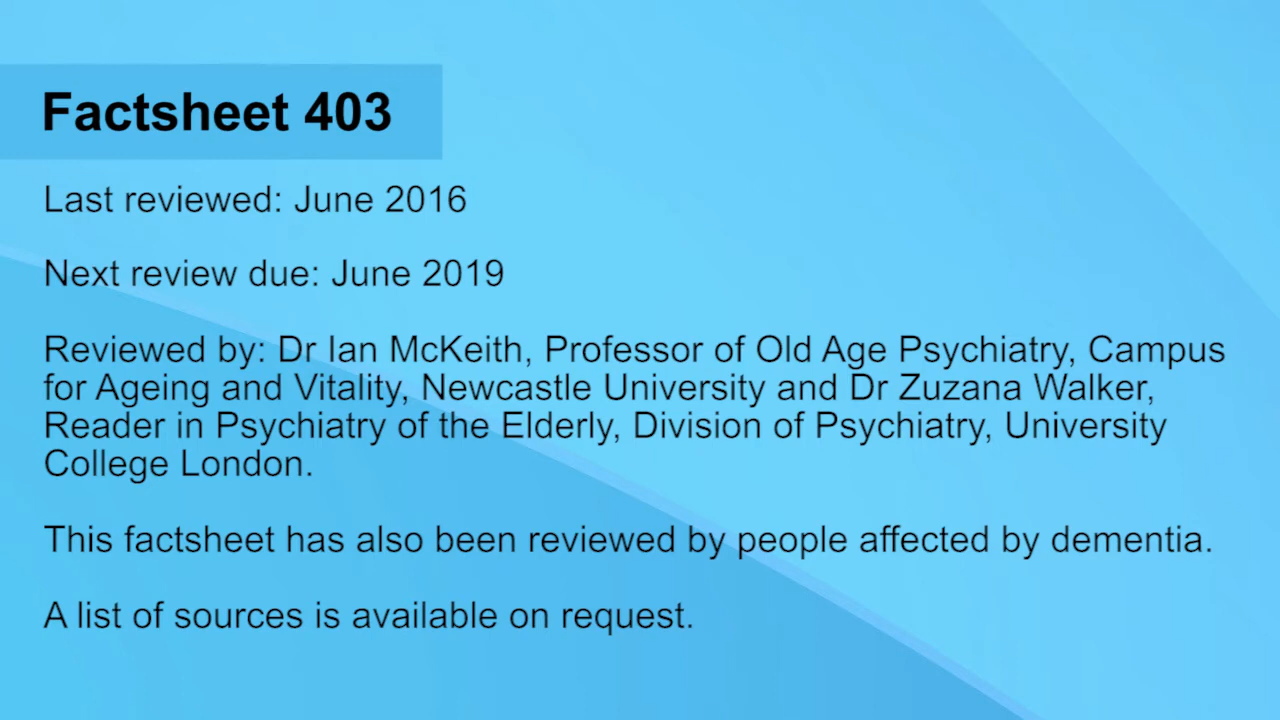 Factsheet 403
Last reviewed: June 2016
Next review due: June 2019
Reviewed by: Dr Ian McKeith, Professor of Old Age Psychiatry, Campus
for Ageing and Vitality, Newcastle University and Dr Zuzana Walker,
Reader in Psychiatry of the Elderly, Division of Psychiatry, University
College London.
This factsheet has also been reviewed by people affected by dementia.
A list of sources is available on request.